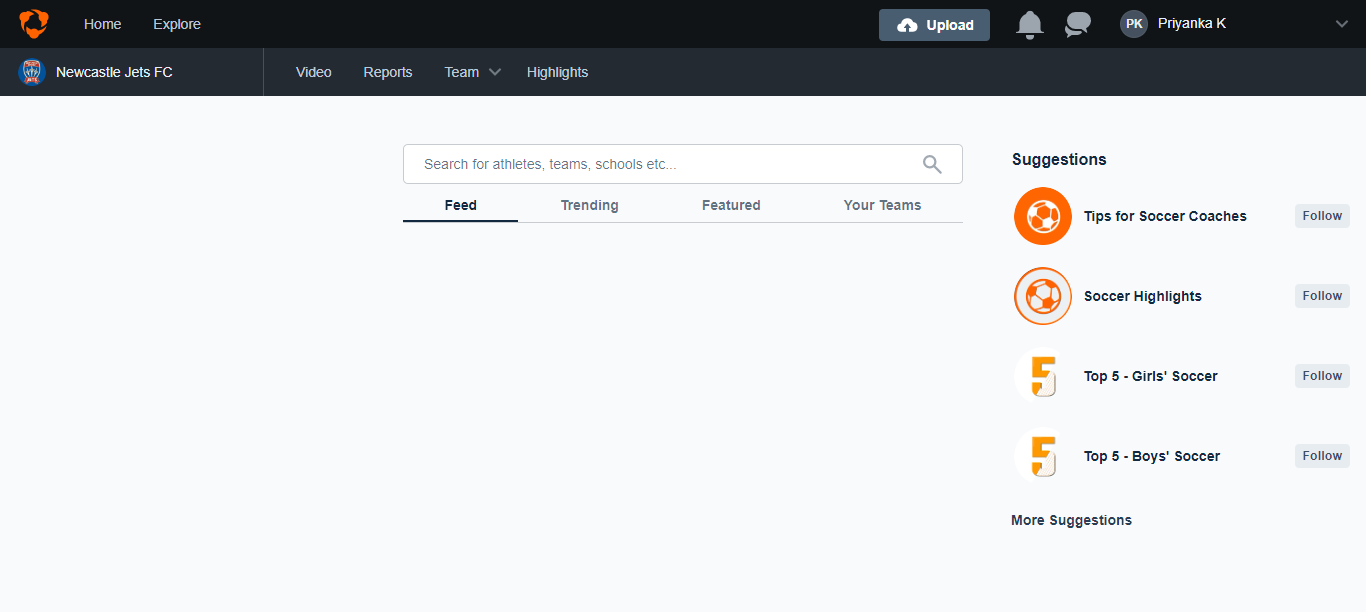 Home Explore Upload PK Priyanka K
Newcastle Jets FC Video Reports Team Highlights
Search for athletes, teams, schools etc...
Feed Trending Featured Your Teams
Suggestions
Tips for Soccer Coaches Follow
Soccer Highlights Follow
5 Top 5 - Girls' Soccer Follow
5 Top 5 - Boys' Soccer Follow
More Suggestions